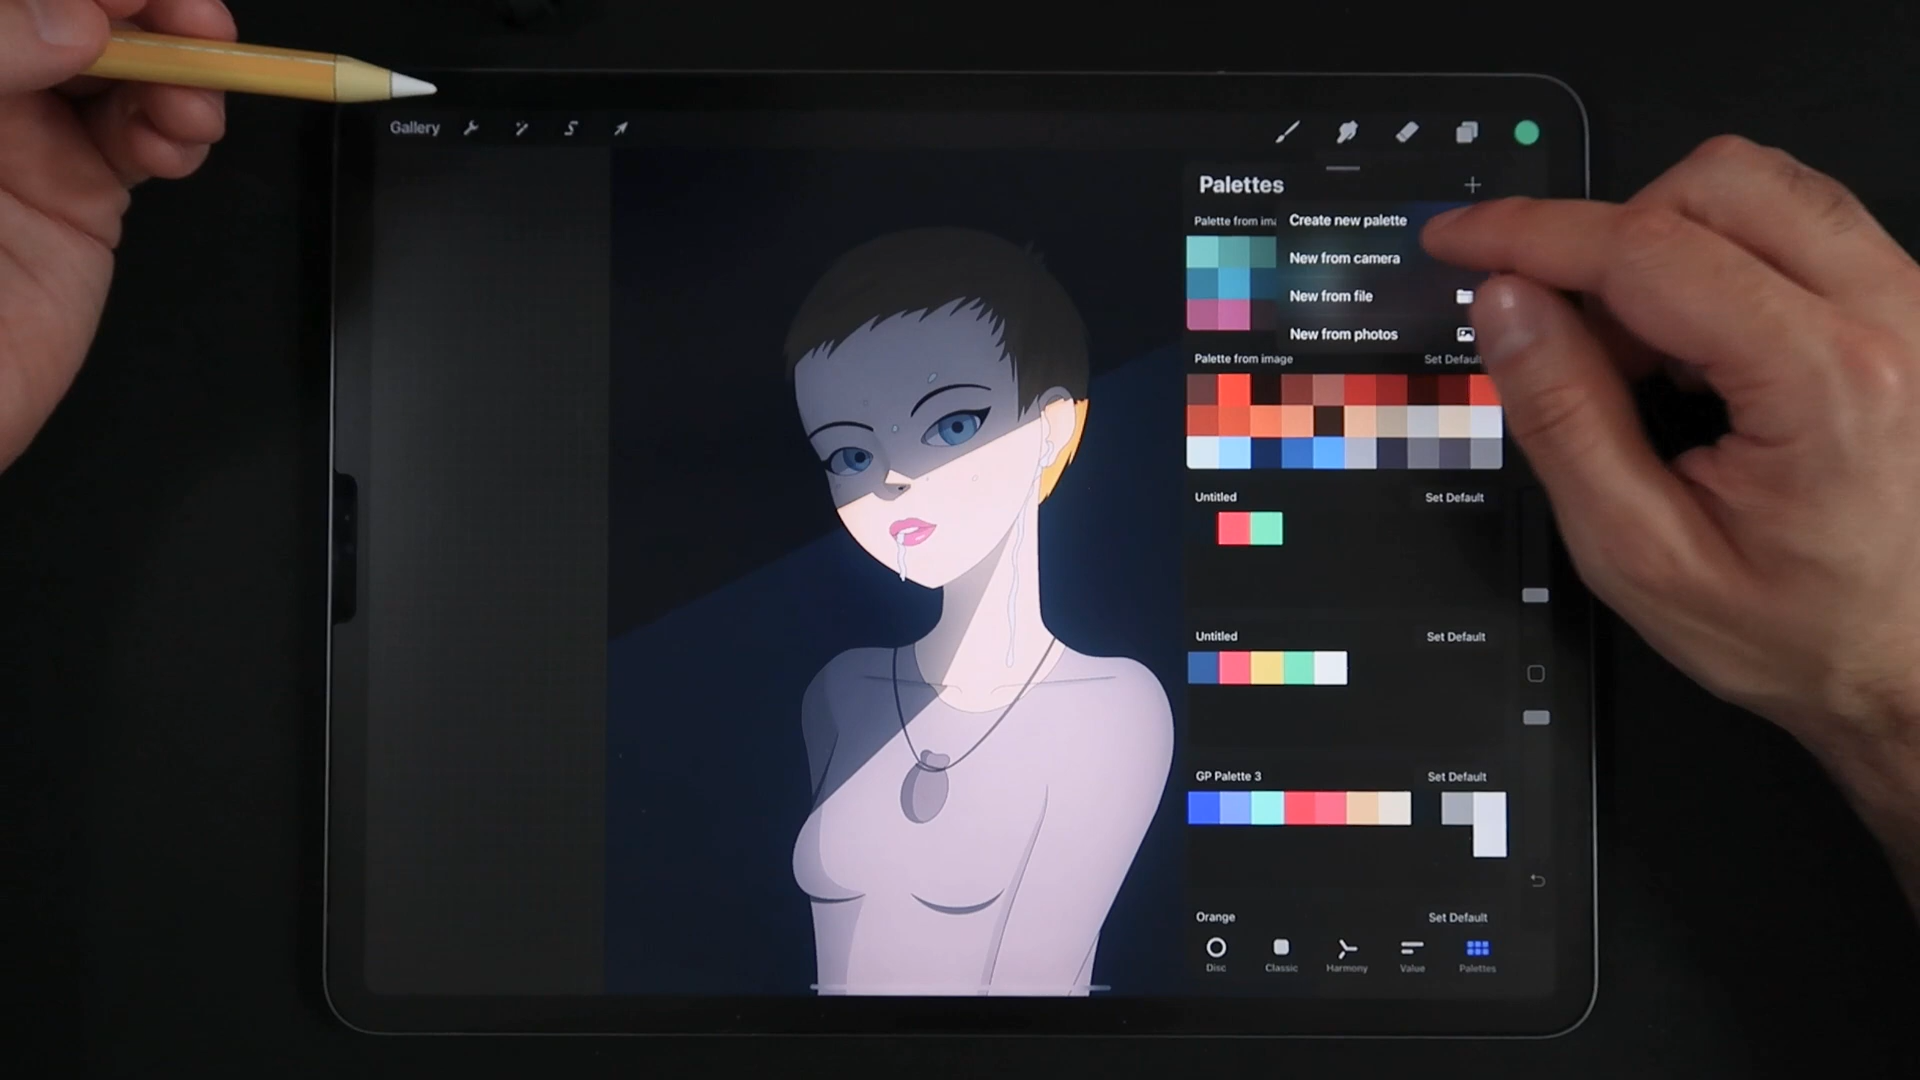 Gallery
Palettes
Palette from ima
Create new palette
New from camera
New from file
New from photos
Palette from image
Set Default
Untitled
Set Default
Untitled
Set Default
GP Palette 3
Set Default
Orange
Set Default
Disc
Classic
Harmony
Value
Palettes